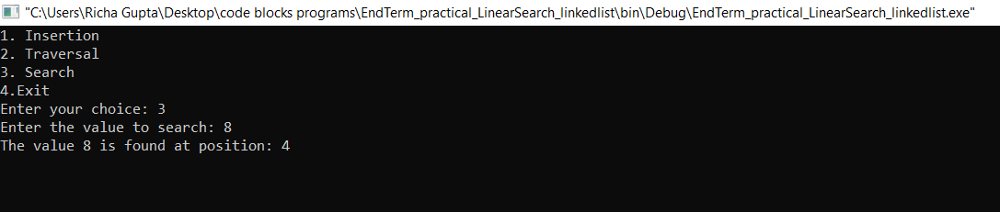 "C:\Users\Richa Gupta\Desktop\code blocks programs\EndTerm_practical_LinearSearch_linkedlist\bin\Debug\EndTerm_practical_LinearSearch_linkedlist.exe"
1. Insertion
2. Traversal
3. Search
4.Exit
Enter your choice: 3
Enter the value to search: 8
The value 8 is found at position: 4